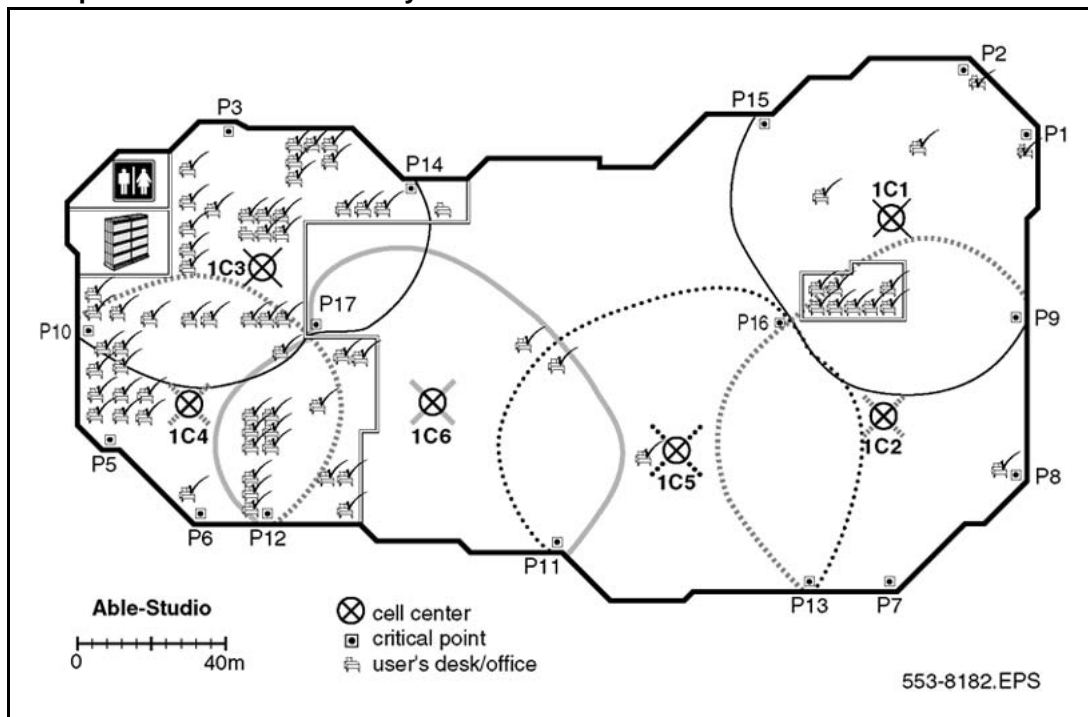 P2
P3
P15
P1
P14
1C1
1C3
P17
P10
P16
P9
1C4
1C6
1C2
1C5
P5
P8
P6
P12
P11
P13
P7
Able-Studio
0 40m
cell center
critical point
user's desk/office
553-8182.EPS